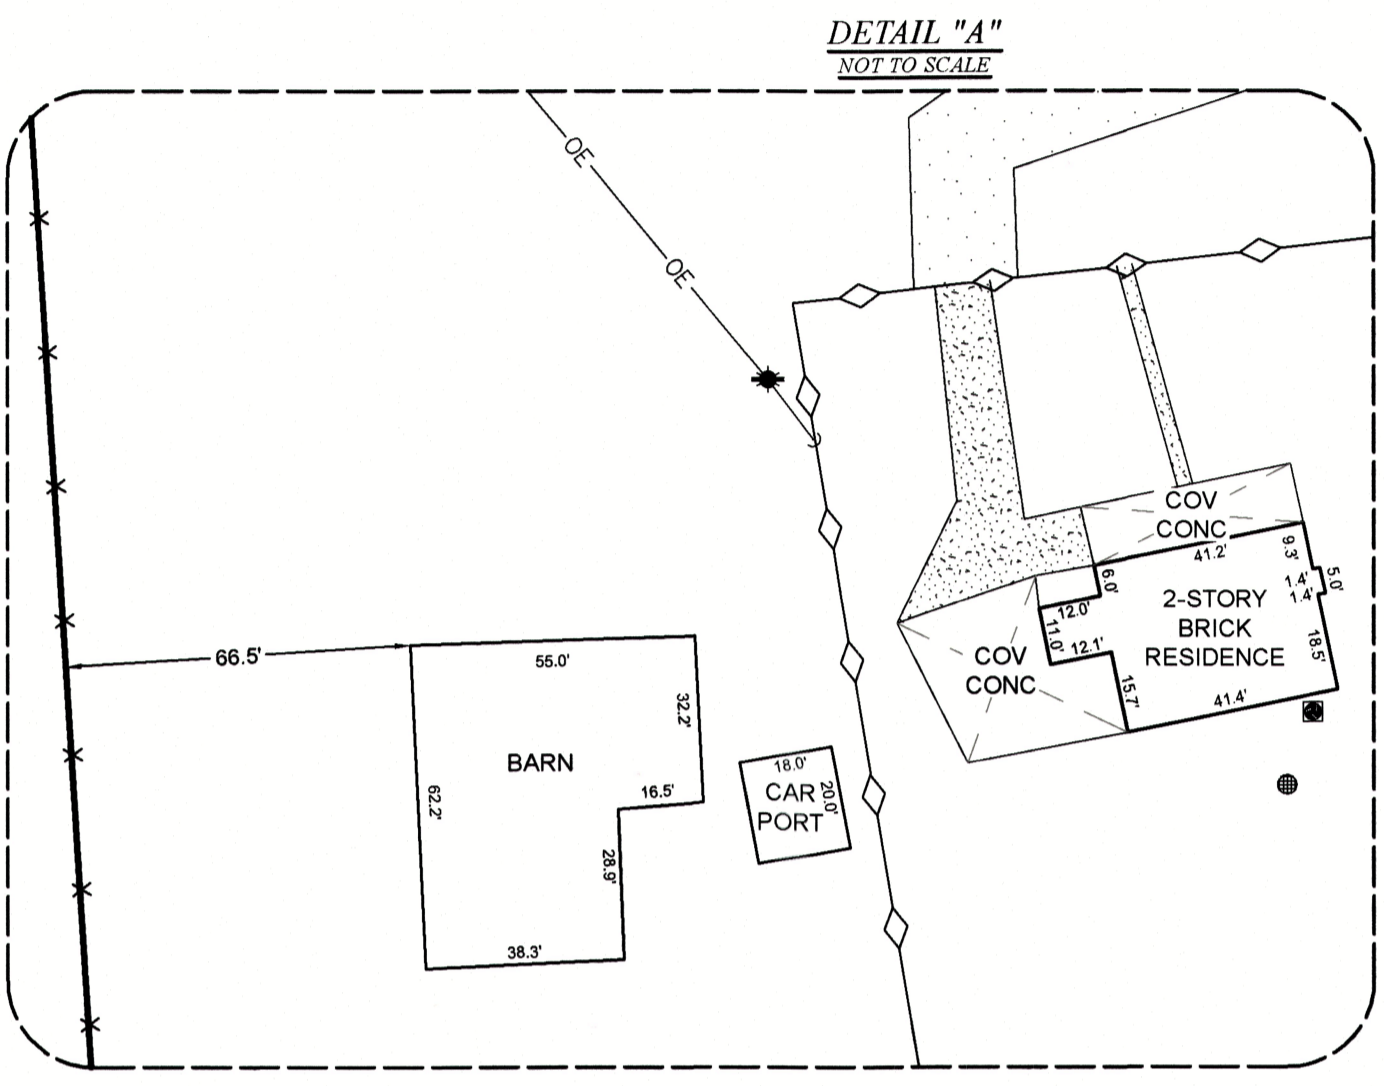 DETAIL "A"
NOT TO SCALE
OE
OE
COV
CONC
41.2'
9.3'
5.0'
1.4'
1.4'
6.0'
12.0'
11.0'
12.1'
2-STORY
BRICK
RESIDENCE
18.5'
15.7'
41.4'
COV
CONC
66.5'
55.0'
32.2'
BARN
16.5'
62.2'
28.9'
38.3'
18.0'
20.0'
CAR
PORT